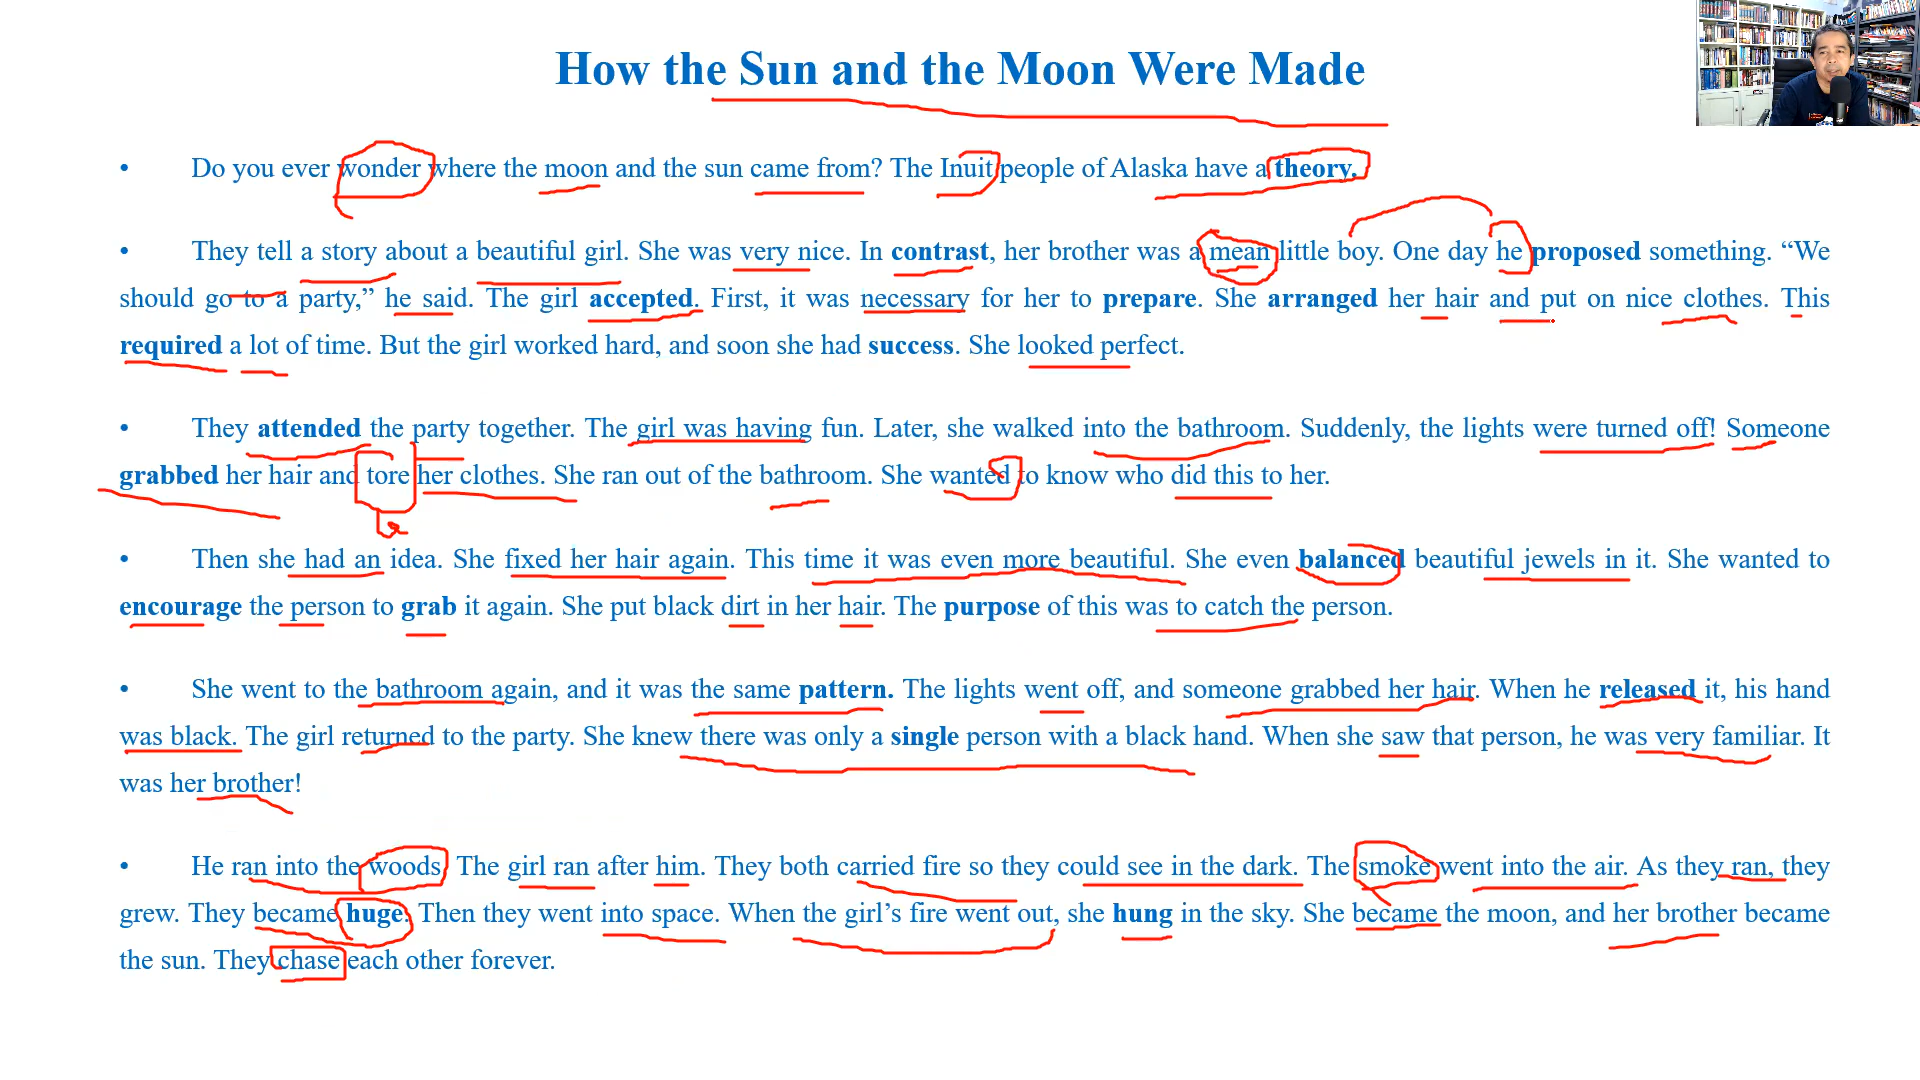 How the Sun and the Moon Were Made
• Do you ever wonder where the moon and the sun came from? The Inuit people of Alaska have a theory.
• They tell a story about a beautiful girl. She was very nice. In contrast, her brother was a mean little boy. One day he proposed something. “We
should go to a party,” he said. The girl accepted. First, it was necessary for her to prepare. She arranged her hair and put on nice clothes. This
required a lot of time. But the girl worked hard, and soon she had success. She looked perfect.
• They attended the party together. The girl was having fun. Later, she walked into the bathroom. Suddenly, the lights were turned off! Someone
grabbed her hair and tore her clothes. She ran out of the bathroom. She wanted to know who did this to her.
• Then she had an idea. She fixed her hair again. This time it was even more beautiful. She even balanced beautiful jewels in it. She wanted to
encourage the person to grab it again. She put black dirt in her hair. The purpose of this was to catch the person.
• She went to the bathroom again, and it was the same pattern. The lights went off, and someone grabbed her hair. When he released it, his hand
was black. The girl returned to the party. She knew there was only a single person with a black hand. When she saw that person, he was very familiar. It
was her brother!
• He ran into the woods. The girl ran after him. They both carried fire so they could see in the dark. The smoke went into the air. As they ran, they
grew. They became huge. Then they went into space. When the girl’s fire went out, she hung in the sky. She became the moon, and her brother became
the sun. They chase each other forever.